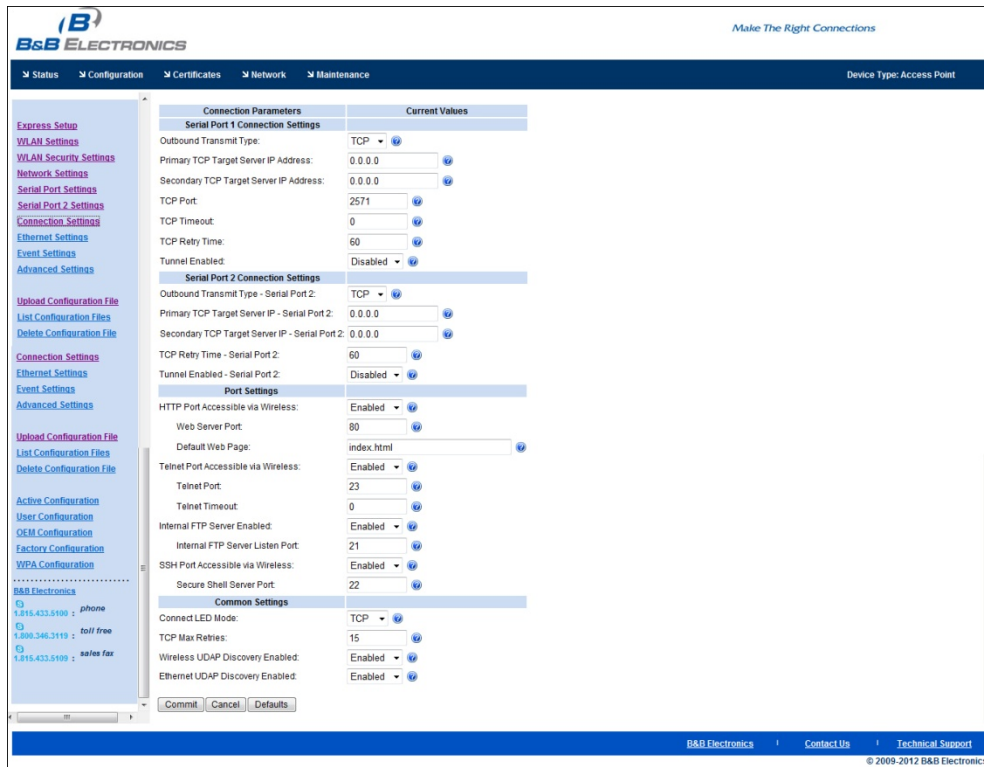 B&B ELECTRONICS
Make The Right Connections
Status Configuration Certificates Network Maintenance
Device Type: Access Point
Express Setup
WLAN Settings
WLAN Security Settings
Network Settings
Serial Port Settings
Serial Port 2 Settings
Connection Settings
Ethernet Settings
Event Settings
Advanced Settings
Upload Configuration File
List Configuration Files
Delete Configuration File
Connection Settings
Ethernet Settings
Event Settings
Advanced Settings
Upload Configuration File
List Configuration Files
Delete Configuration File
Active Configuration
User Configuration
OEM Configuration
Factory Configuration
WPA Configuration
B&B Electronics
1.815.433.5100 : phone
1.800.346.3119 : toll free
1.815.433.5109 : sales fax
Connection Parameters Current Values
Serial Port 1 Connection Settings
Outbound Transmit Type: TCP
Primary TCP Target Server IP Address: 0.0.0.0
Secondary TCP Target Server IP Address: 0.0.0.0
TCP Port: 2571
TCP Timeout: 0
TCP Retry Time: 60
Tunnel Enabled: Disabled
Serial Port 2 Connection Settings
Outbound Transmit Type - Serial Port 2: TCP
Primary TCP Target Server IP - Serial Port 2: 0.0.0.0
Secondary TCP Target Server IP - Serial Port 2: 0.0.0.0
TCP Retry Time - Serial Port 2: 60
Tunnel Enabled - Serial Port 2: Disabled
Port Settings
HTTP Port Accessible via Wireless: Enabled
Web Server Port: 80
Default Web Page: index.html
Telnet Port Accessible via Wireless: Enabled
Telnet Port: 23
Telnet Timeout: 0
Internal FTP Server Enabled: Enabled
Internal FTP Server Listen Port: 21
SSH Port Accessible via Wireless: Enabled
Secure Shell Server Port: 22
Common Settings
Connect LED Mode: TCP
TCP Max Retries: 15
Wireless UDAP Discovery Enabled: Enabled
Ethernet UDAP Discovery Enabled: Enabled
Commit Cancel Defaults
B&B Electronics | Contact Us | Technical Support
© 2009-2012 B&B Electronics